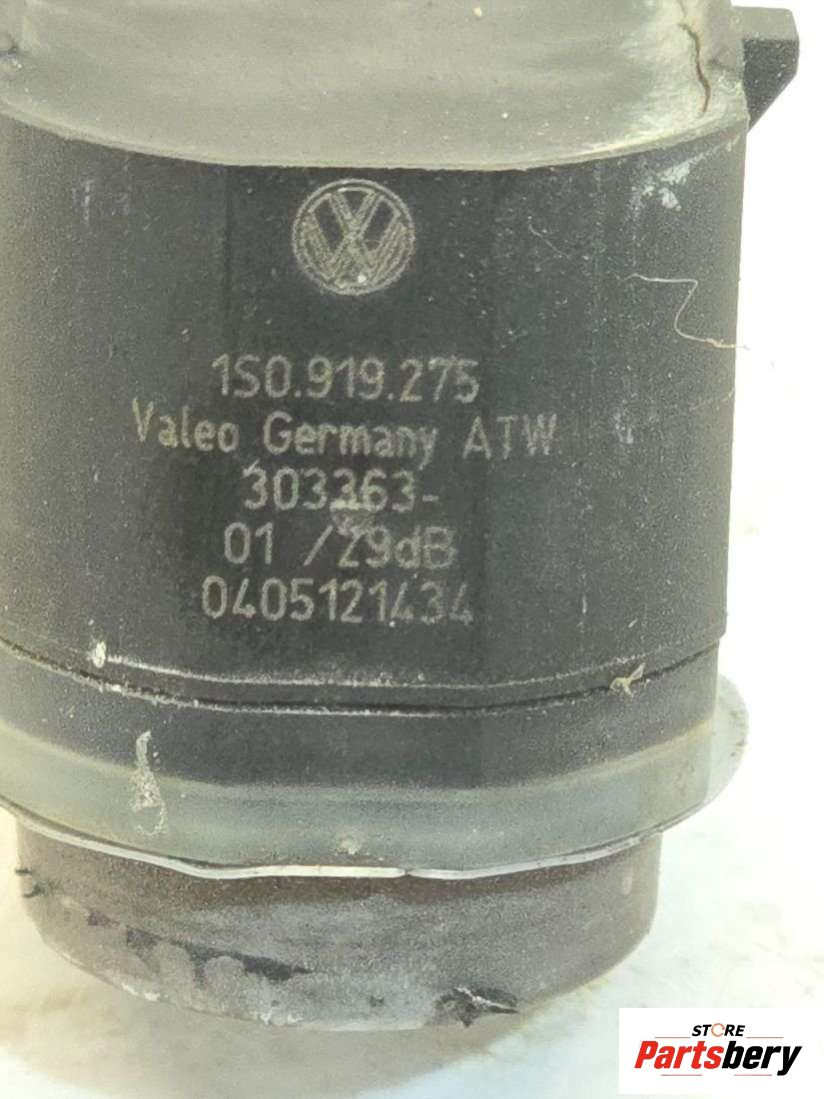 1S0.919.275
Valeo Germany ATW
303363-
01 /29dB
0405121434
STORE
Partsbery